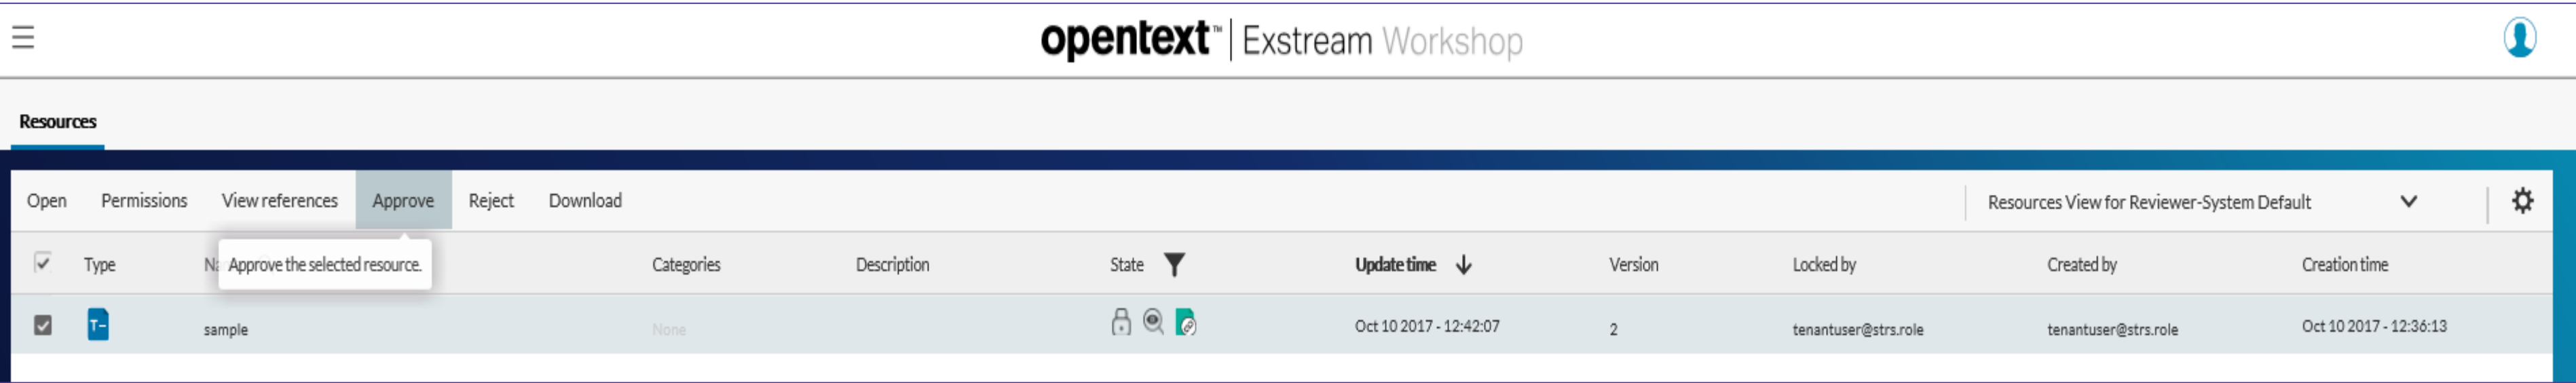 opentext™ | Exstream Workshop
Resources
Open Permissions View references Approve Reject Download Resources View for Reviewer-System Default
Approve the selected resource.
Type Na Categories Description State Update time Version Locked by Created by Creation time
T-
sample None Oct 10 2017 - 12:42:07 2 tenantuser@strs.role tenantuser@strs.role Oct 10 2017 - 12:36:13